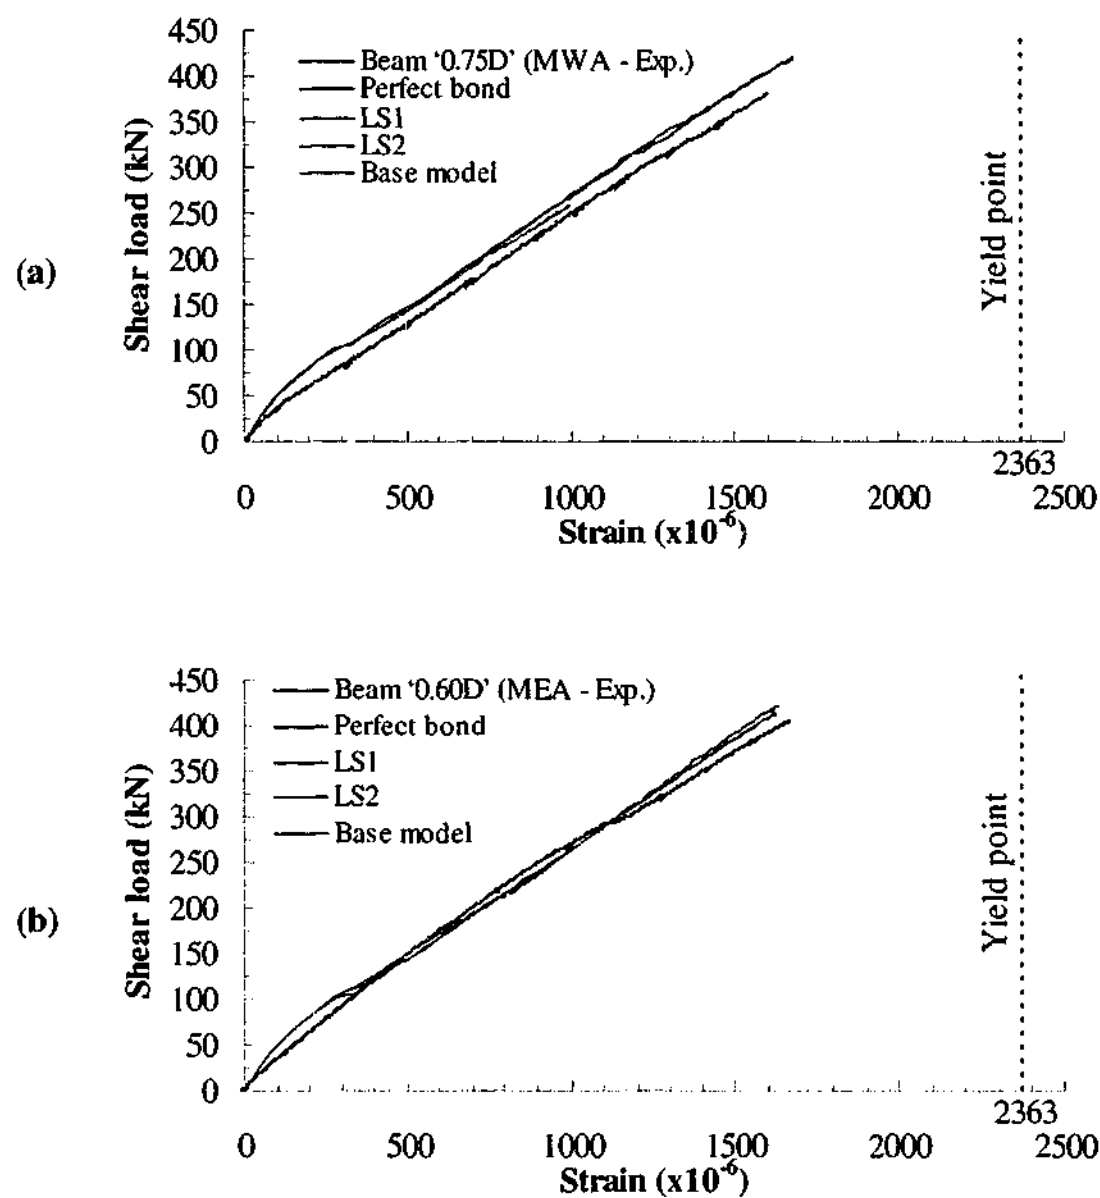 450
400
350
300
250
200
150
100
50
0
Shear load (kN)
Beam ‘0.75D’ (MWA - Exp.)
Perfect bond
LS1
LS2
Base model
Yield point
(a)
2363
0 500 1000 1500 2000 2500
Strain (x10⁻⁶)
450
400
350
300
250
200
150
100
50
0
Shear load (kN)
Beam ‘0.60D’ (MEA - Exp.)
Perfect bond
LS1
LS2
Base model
Yield point
(b)
2363
0 500 1000 1500 2000 2500
Strain (x10⁻⁶)